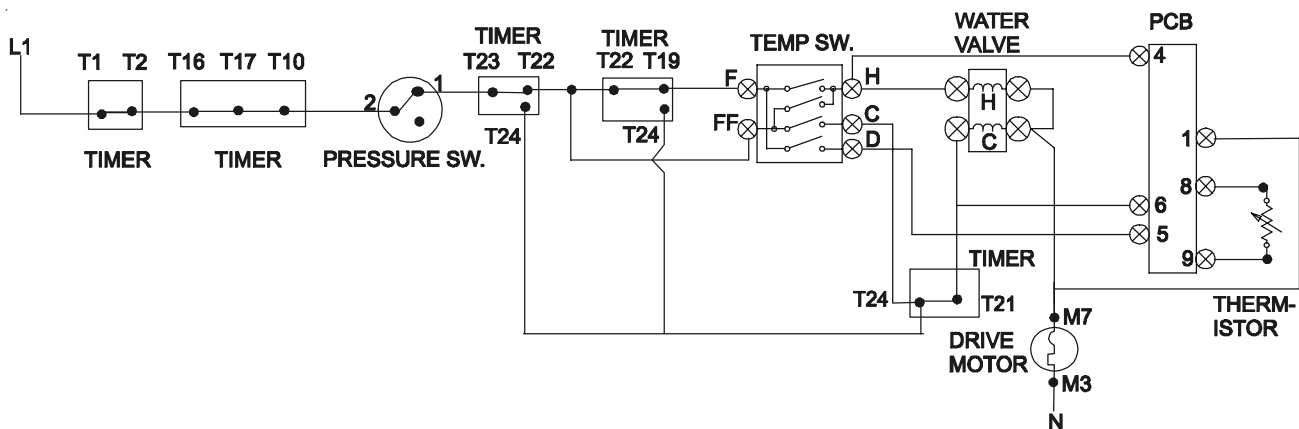 L1
T1 T2
TIMER
T16 T17 T10
TIMER
2 1
PRESSURE SW.
TIMER
T23 T22
T24
TIMER
T22 T19
T24
TEMP SW.
F
FF
H
C
D
WATER
VALVE
H
C
PCB
4
1
8
6
5
9
THERM-
ISTOR
TIMER
T24 T21
DRIVE
MOTOR
M7
M3
N